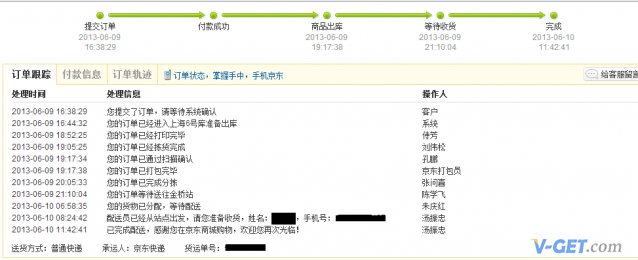 提交订单 付款成功 商品出库 等待收货 完成
2013-06-09 2013-06-09 2013-06-09 2013-06-10
16:38:29 19:17:38 21:10:04 11:42:41
订单跟踪 付款信息 订单轨迹 订单状态，掌握手中，手机京东 给客服留言
处理时间 处理信息 操作人
2013-06-09 16:38:29 您提交了订单，请等待系统确认 客户
2013-06-09 16:44:32 您的订单已经进入上海6号库准备出库 系统
2013-06-09 18:52:25 您的订单已经打印完毕
2013-06-09 19:05:25 您的订单已经拣货完成 刘伟松
2013-06-09 19:17:34 您的订单已通过扫描确认 孔鹏
2013-06-09 19:17:38 您的订单已打包完毕 京东打包员
2013-06-09 20:05:33 您的订单已完成分拣 张问喜
2013-06-09 21:10:04 您的订单等待送往金桥站 陈学飞
2013-06-10 06:58:35 您的货物已分配，等待配送 朱庆红
2013-06-10 08:24:42 配送员已经从站点出发，请您准备收货，姓名： ，手机号： 汤振忠
2013-06-10 11:42:41 已完成配送，感谢您在京东商城购物，欢迎您再次光临！ 汤振忠
送货方式：普通快递 承运人：京东快递 货运单号：
V-GET.com